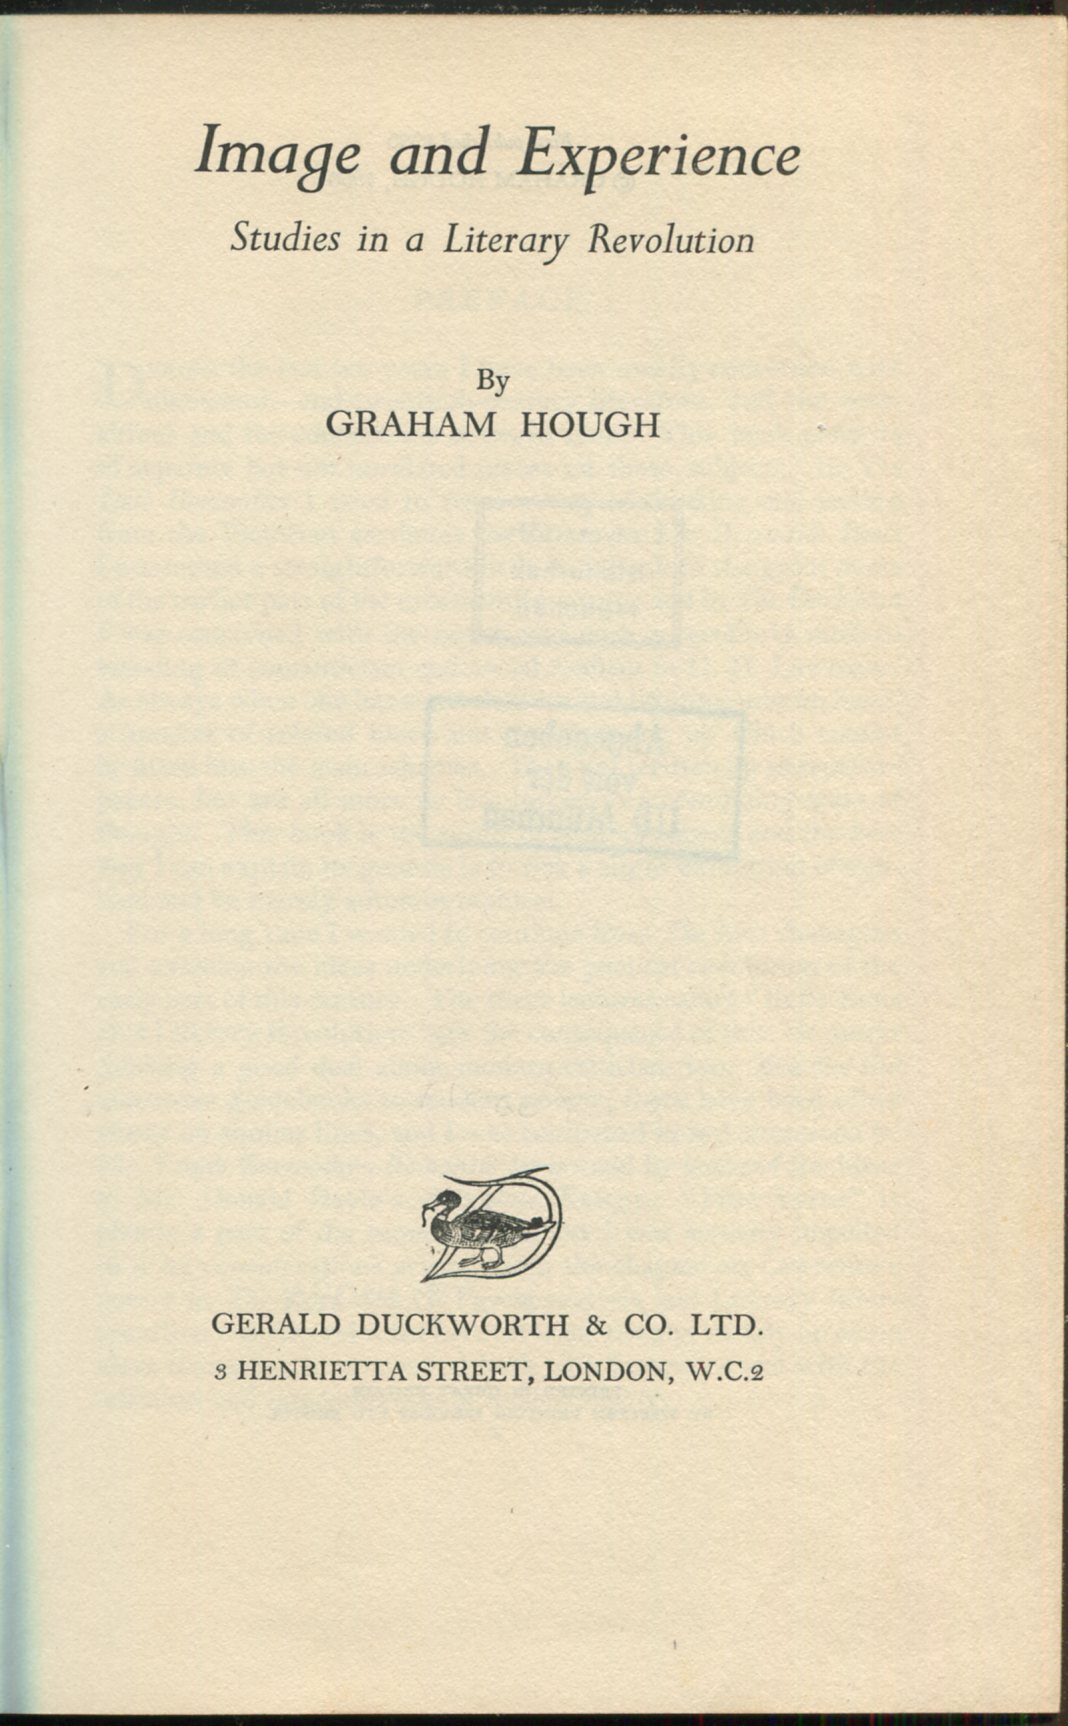 Image and Experience
Studies in a Literary Revolution
By
GRAHAM HOUGH
GERALD DUCKWORTH & CO. LTD.
3 HENRIETTA STREET, LONDON, W.C.2